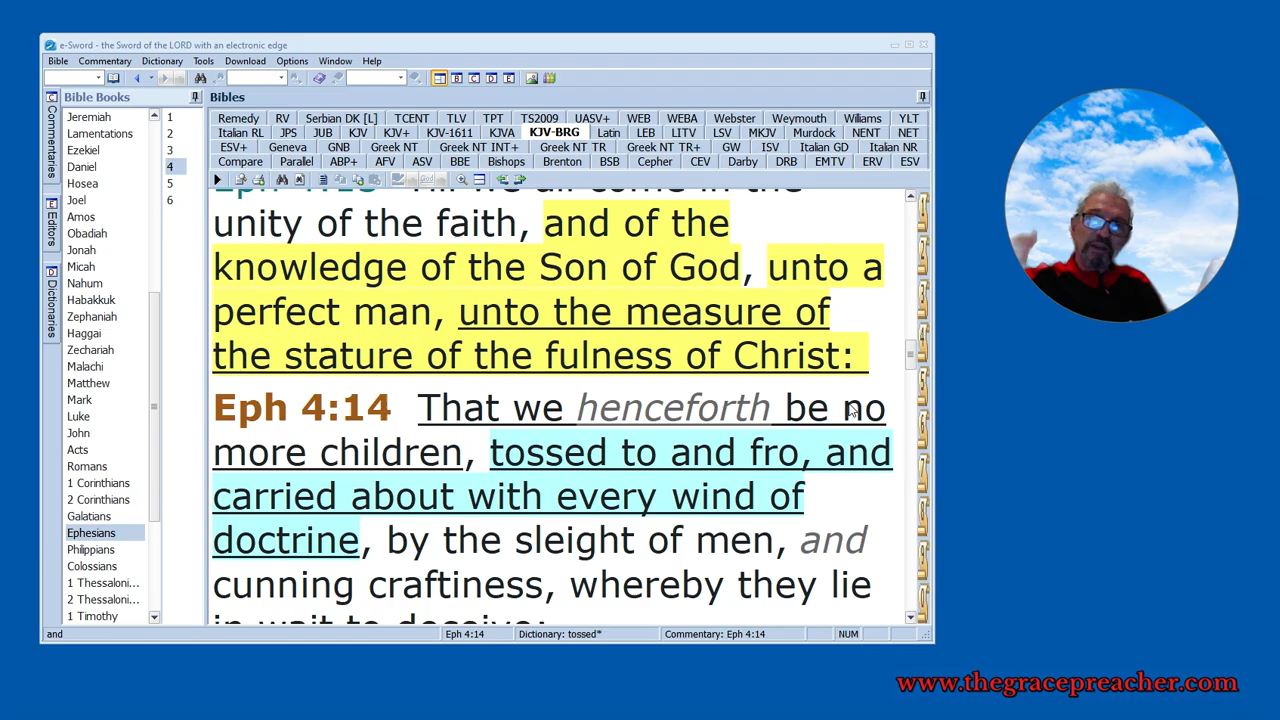 e-Sword - the Sword of the LORD with an electronic edge
Bible Commentary Dictionary Tools Download Options Window Help
B C D E
Bible Books
Bibles
Commentaries
Editors
Dictionaries
Jeremiah
Lamentations
Ezekiel
Daniel
Hosea
Joel
Amos
Obadiah
Jonah
Micah
Nahum
Habakkuk
Zephaniah
Haggai
Zechariah
Malachi
Matthew
Mark
Luke
John
Acts
Romans
1 Corinthians
2 Corinthians
Galatians
Ephesians
Philippians
Colossians
1 Thessaloni...
2 Thessaloni...
1 Timothy
1
2
3
4
5
6
Remedy RV Serbian DK [L] TCENT TLV TPT TS2009 UASV+ WEB WEBA Webster Weymouth Williams YLT
Italian RL JPS JUB KJV KJV+ KJV-1611 KJVA KJV-BRG Latin LEB LITV LSV MKJV Murdock NENT NET
ESV+ Geneva GNB Greek NT Greek NT INT+ Greek NT TR Greek NT TR+ GW ISV Italian GD Italian NR
Compare Parallel ABP+ AFV ASV BBE Bishops Brenton BSB Cepher CEV Darby DRB EMTV ERV ESV
unity of the faith, and of the
knowledge of the Son of God, unto a
perfect man, unto the measure of
the stature of the fulness of Christ:
Eph 4:14 That we henceforth be no
more children, tossed to and fro, and
carried about with every wind of
doctrine, by the sleight of men, and
cunning craftiness, whereby they lie
in wait to deceive;
and
Eph 4:14
Dictionary: tossed*
Commentary: Eph 4:14
NUM
www.thegracepreacher.com